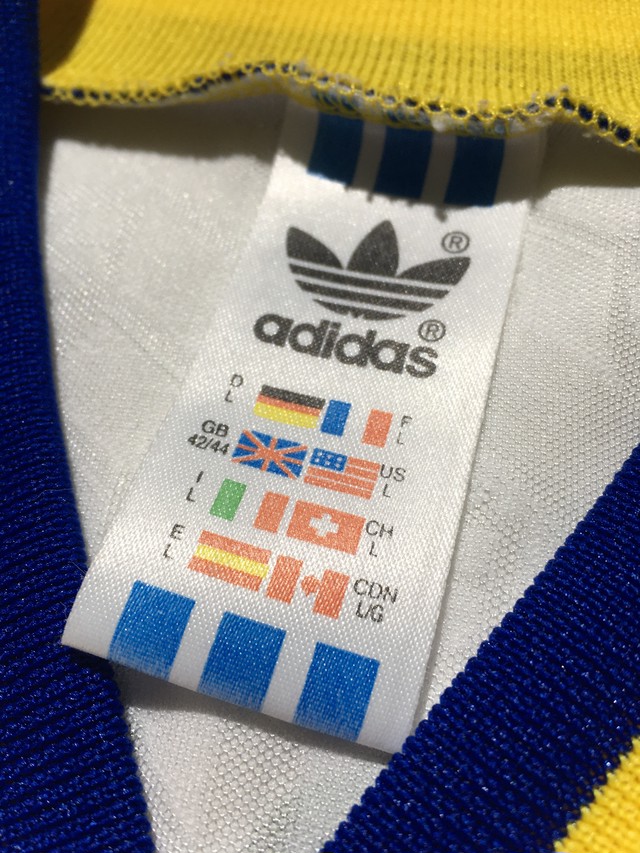 ®
adidas®
D F
L L
GB US
42/44 L
I CH
L L
E CDN
L L/G